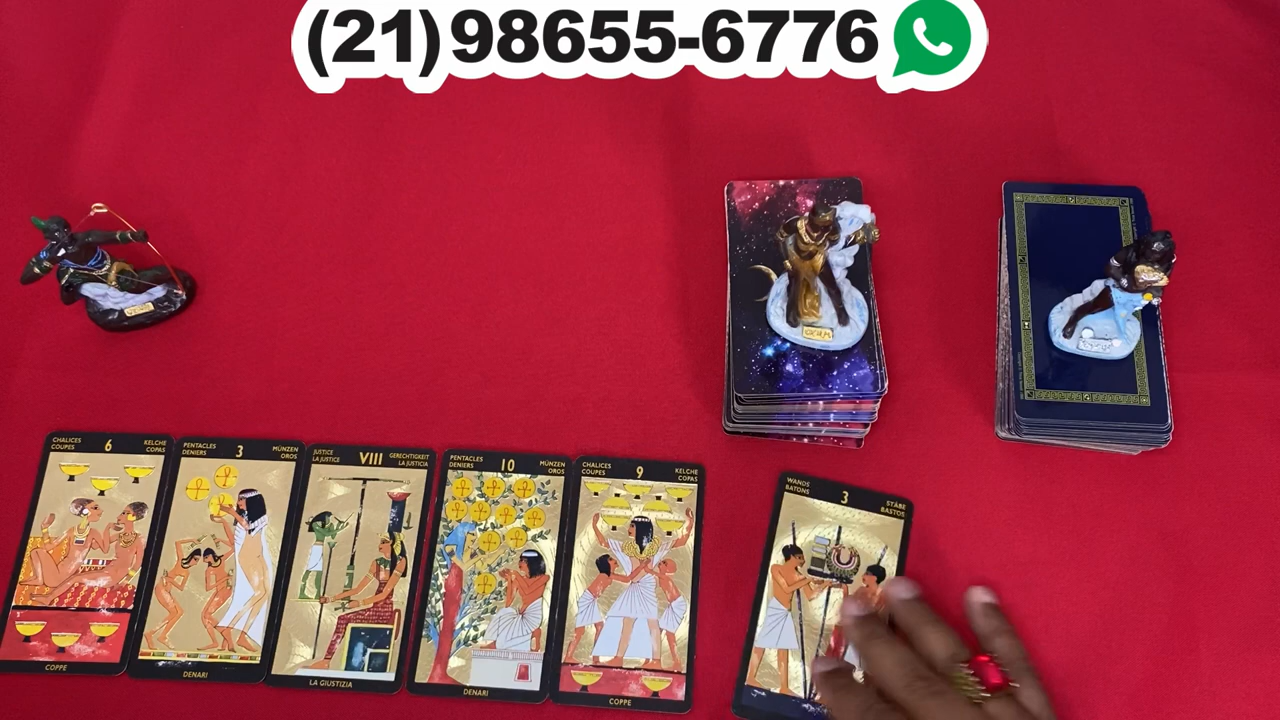 (21)98655-6776
CHALICES 6 KELCHE
COUPES COPAS
COPPE
PENTACLES 3 MÜNZEN
DENIERS OROS
DENARI
JUSTICE VIII GERECHTIGKEIT
LA JUSTICE LA JUSTICIA
LA GIUSTIZIA
PENTACLES 10 MÜNZEN
DENIERS OROS
DENARI
CHALICES 9 KELCHE
COUPES COPAS
COPPE
WANDS 3 STÄBE
BATONS BASTOS